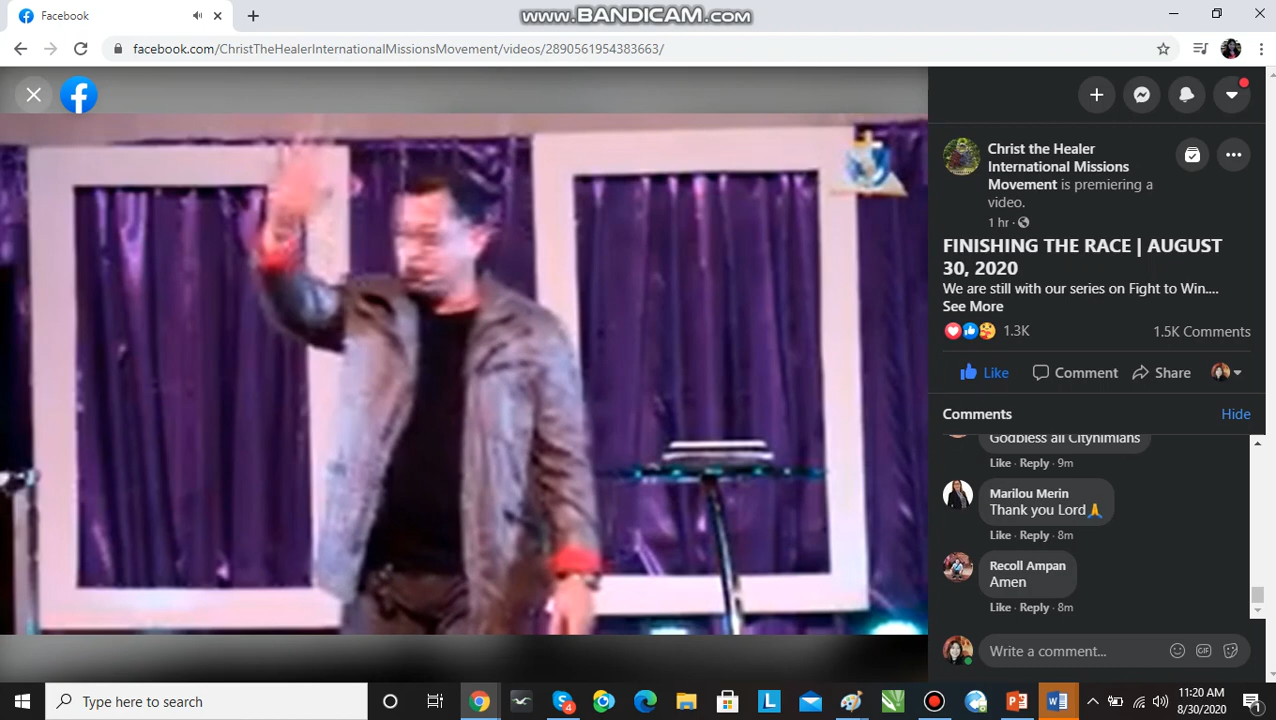 Facebook
www.BANDICAM.com
facebook.com/ChristTheHealerInternationalMissionsMovement/videos/2890561954383663/
Christ the Healer
International Missions
Movement is premiering a
video.
1 hr ·
FINISHING THE RACE | AUGUST
30, 2020
We are still with our series on Fight to Win....
See More
1.3K
1.5K Comments
Like
Comment
Share
Comments
Hide
Godbless all Citynimians
Like · Reply · 9m
Marilou Merin
Thank you Lord🙏
Like · Reply · 8m
Recoll Ampan
Amen
Like · Reply · 8m
Write a comment...
GIF
Type here to search
4
11:20 AM
8/30/2020
1